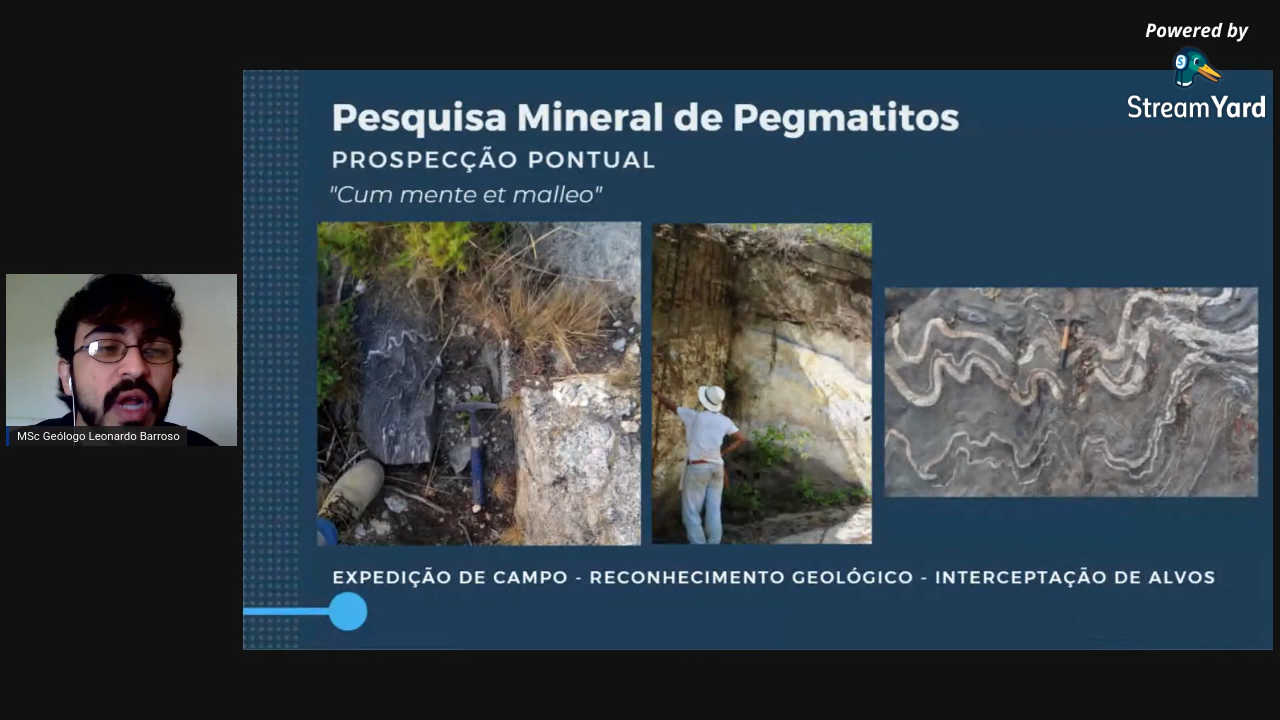 Powered by
StreamYard
Pesquisa Mineral de Pegmatitos
PROSPECÇÃO PONTUAL
"Cum mente et malleo"
MSc Geólogo Leonardo Barroso
EXPEDIÇÃO DE CAMPO - RECONHECIMENTO GEOLÓGICO - INTERCEPTAÇÃO DE ALVOS